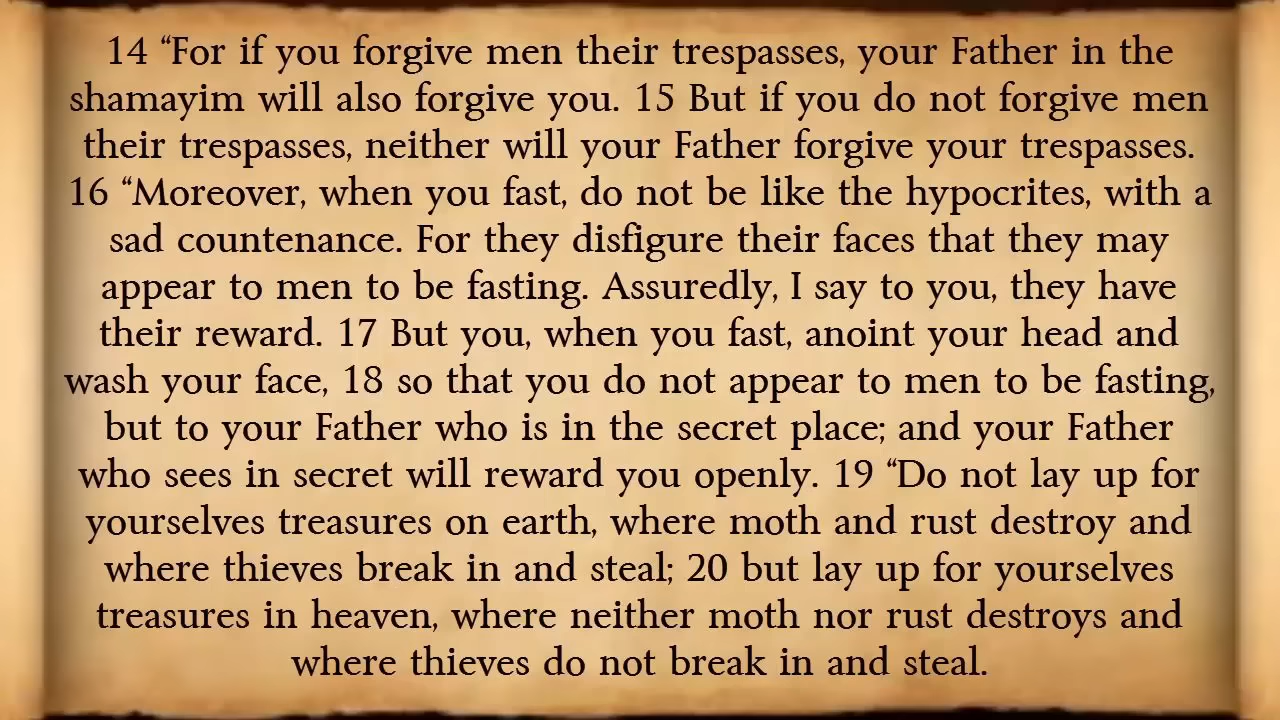 14 “For if you forgive men their trespasses, your Father in the
shamayim will also forgive you. 15 But if you do not forgive men
their trespasses, neither will your Father forgive your trespasses.
16 “Moreover, when you fast, do not be like the hypocrites, with a
sad countenance. For they disfigure their faces that they may
appear to men to be fasting. Assuredly, I say to you, they have
their reward. 17 But you, when you fast, anoint your head and
wash your face, 18 so that you do not appear to men to be fasting,
but to your Father who is in the secret place; and your Father
who sees in secret will reward you openly. 19 “Do not lay up for
yourselves treasures on earth, where moth and rust destroy and
where thieves break in and steal; 20 but lay up for yourselves
treasures in heaven, where neither moth nor rust destroys and
where thieves do not break in and steal.